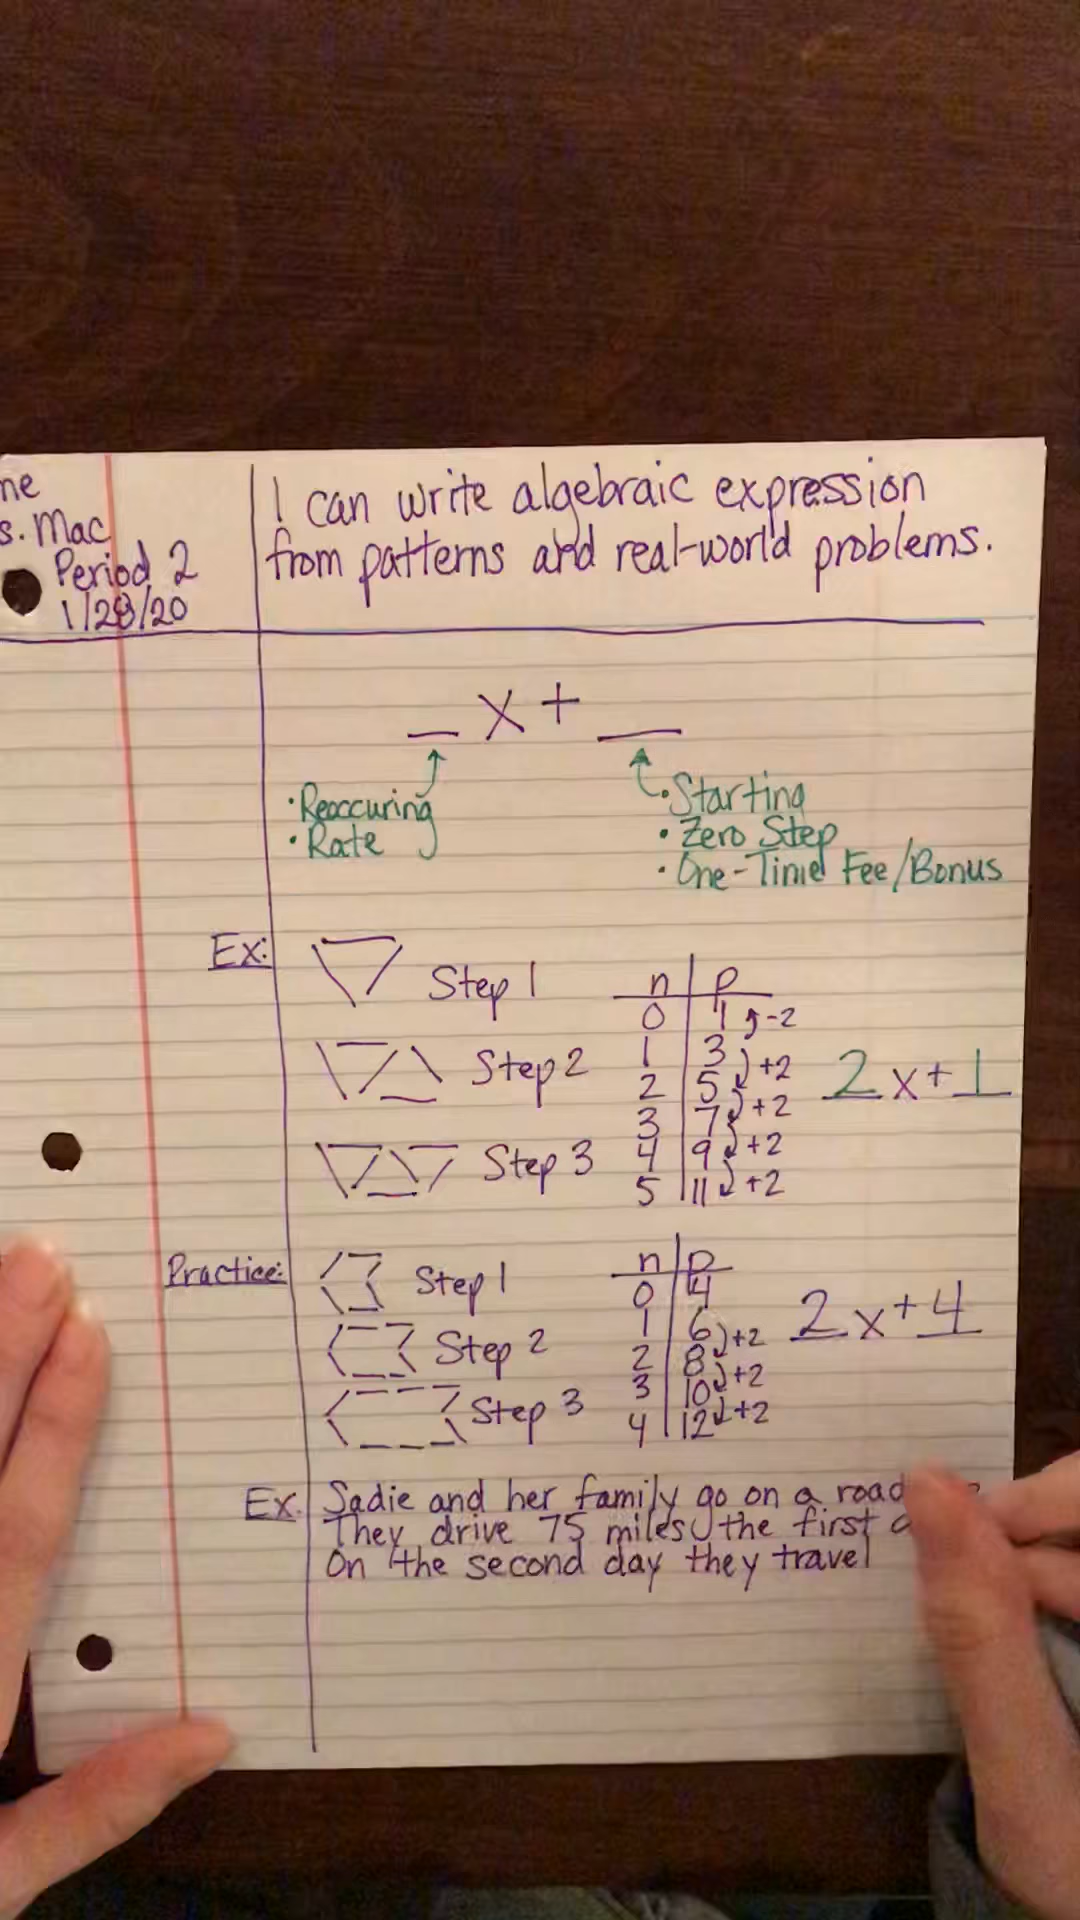 s. Mac
Period 2
1/28/20
I can write algebraic expression
from patterns and real-world problems.
_ x + _
• Reoccuring
• Rate
• Starting
• Zero Step
• One-Time Fee/Bonus
Ex:
Step 1
Step 2
Step 3
n p
0 1 -2
1 3
2 5 +2
3 7 +2
4 9 +2
5 11 +2
2x+1
Practice:
Step 1
Step 2
Step 3
n p
0 4
1 6
2 8 +2
3 10 +2
4 12 +2
2x+4
Ex. Sadie and her family go on a road
They drive 75 miles the first
On the second day they travel